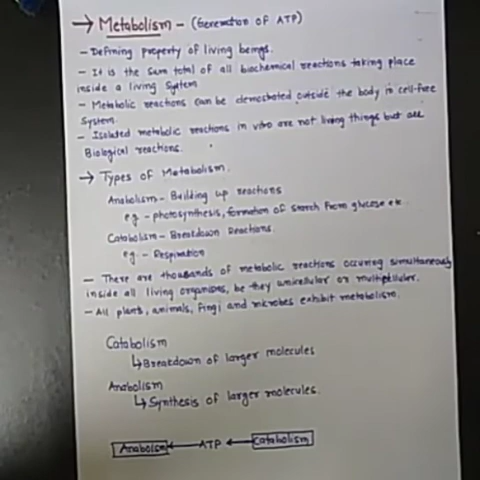 → Metabolism - (Generation of ATP)
- Defining property of living beings.
- It is the sum total of all biochemical reactions taking place
inside a living System
- Metabolic reactions can be demostrated outside the body in cell-free
System.
- Isolated metabolic reactions in vitro are not living things but are
Biological reactions.
→ Types of Metabolism.
Anabolism - Building up reactions
eg - photosynthesis, formation of starch from glucose etc.
Catabolism - Breakdown Reactions.
eg. - Respiration
- There are thousands of metabolic reactions occuring simultaneously
inside all living organisms, be they unicellular or multicellular.
- All plants, animals, fungi and microbes exhibit metabolism.
Catabolism
↳ Breakdown of larger molecules
Anabolism
↳ Synthesis of larger molecules.
Anabolism ← ATP ← Catabolism